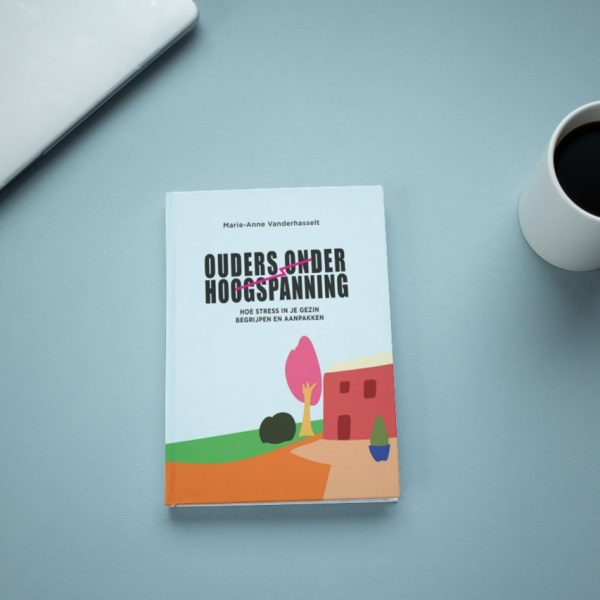 Marie-Anne Vanderhasselt
OUDERS ONDER
HOOGSPANNING
HOE STRESS IN JE GEZIN
BEGRIJPEN EN AANPAKKEN